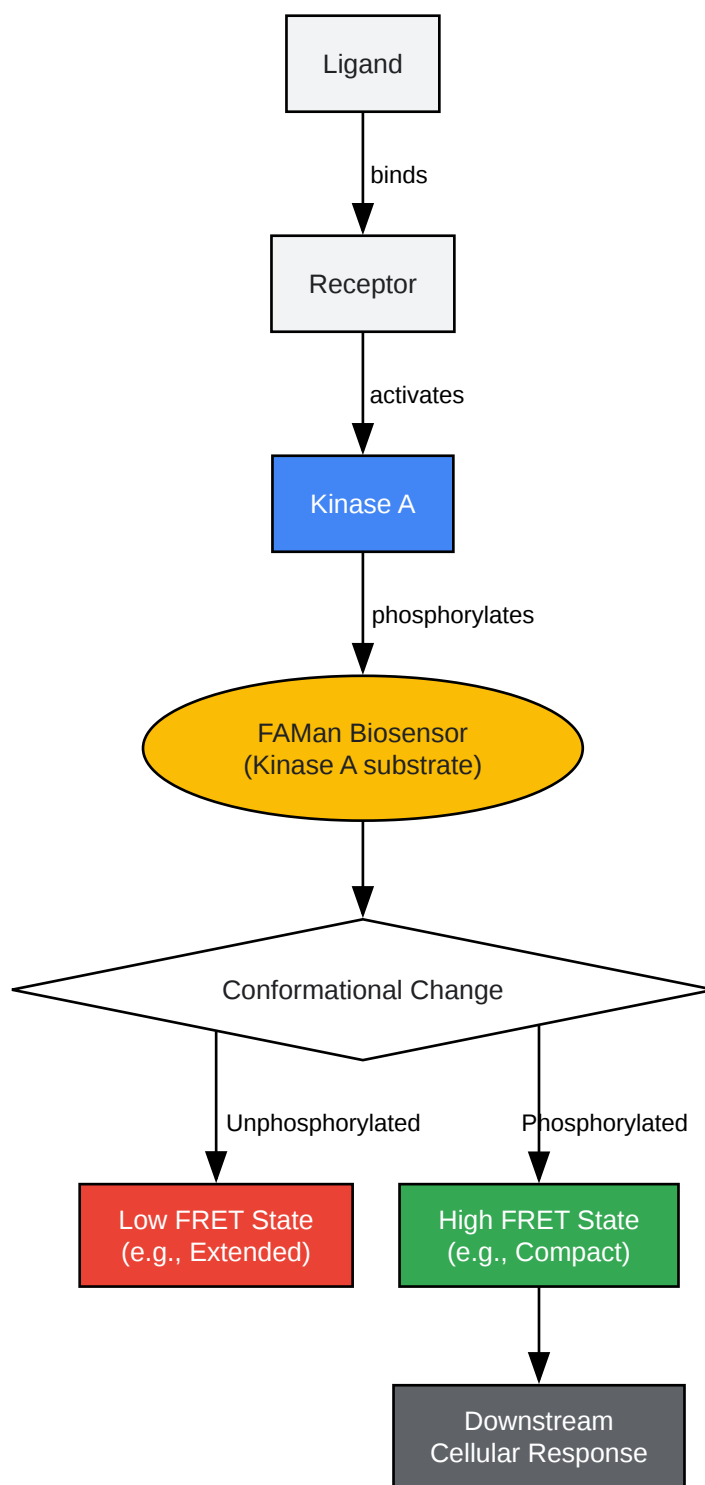 Ligand
binds
Receptor
activates
Kinase A
phosphorylates
FAMan Biosensor
(Kinase A substrate)
Conformational Change
Unphosphorylated
Phosphorylated
Low FRET State
(e.g., Extended)
High FRET State
(e.g., Compact)
Downstream
Cellular Response